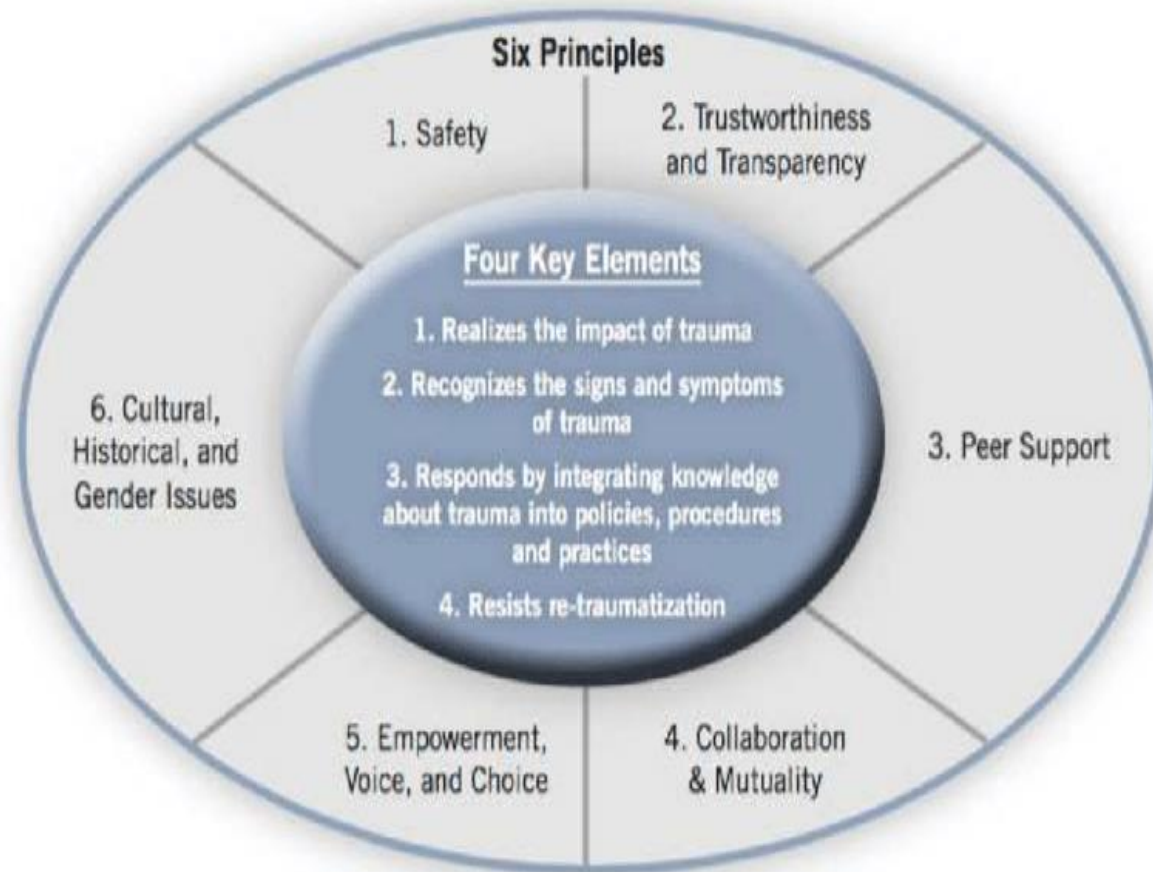 Six Principles
1. Safety
2. Trustworthiness
and Transparency
3. Peer Support
4. Collaboration
& Mutuality
5. Empowerment,
Voice, and Choice
6. Cultural,
Historical, and
Gender Issues
Four Key Elements
1. Realizes the impact of trauma
2. Recognizes the signs and symptoms
of trauma
3. Responds by integrating knowledge
about trauma into policies, procedures
and practices
4. Resists re-traumatization